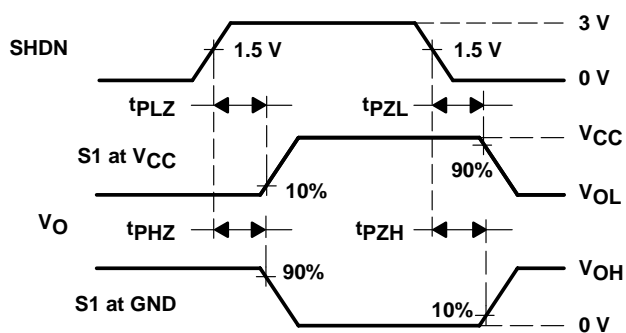 3 V
SHDN
1.5 V
1.5 V
0 V
tPLZ
tPZL
VCC
S1 at VCC
10%
90%
VOL
VO
tPHZ
tPZH
90%
VOH
S1 at GND
10%
0 V